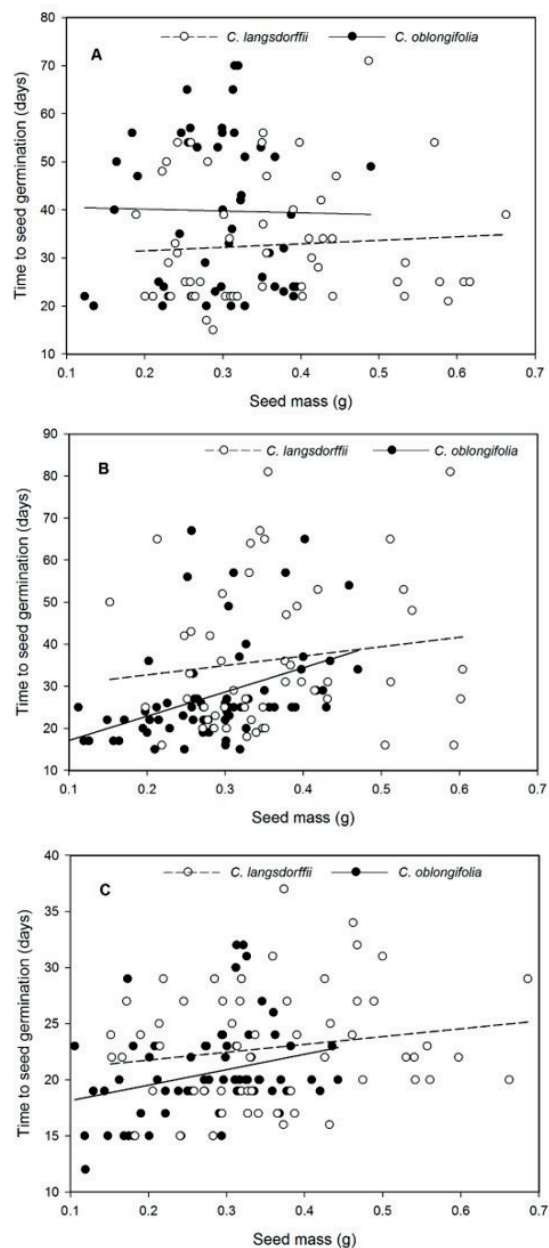 80
C. langsdorffii C. oblongifolia
A
70
60
50
40
30
20
10
Time to seed germination (days)
0.1 0.2 0.3 0.4 0.5 0.6 0.7
Seed mass (g)
90
C. langsdorffii C. oblongifolia
B
80
70
60
50
40
30
20
10
Time to seed germination (days)
0.1 0.2 0.3 0.4 0.5 0.6 0.7
Seed mass (g)
40
C. langsdorffii C. oblongifolia
C
35
30
25
20
15
10
Time to seed germination (days)
0.1 0.2 0.3 0.4 0.5 0.6 0.7
Seed mass (g)